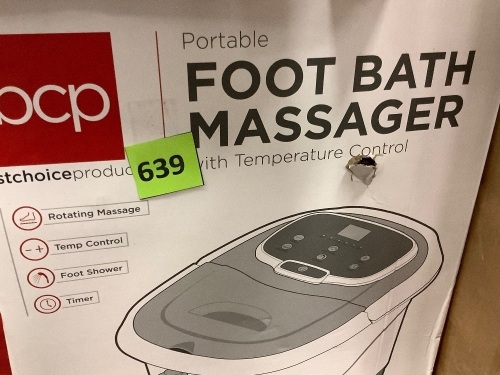 Portable
FOOT BATH
MASSAGER
with Temperature Control
bcp
stchoiceproduc
639
Rotating Massage
Temp Control
Foot Shower
Timer